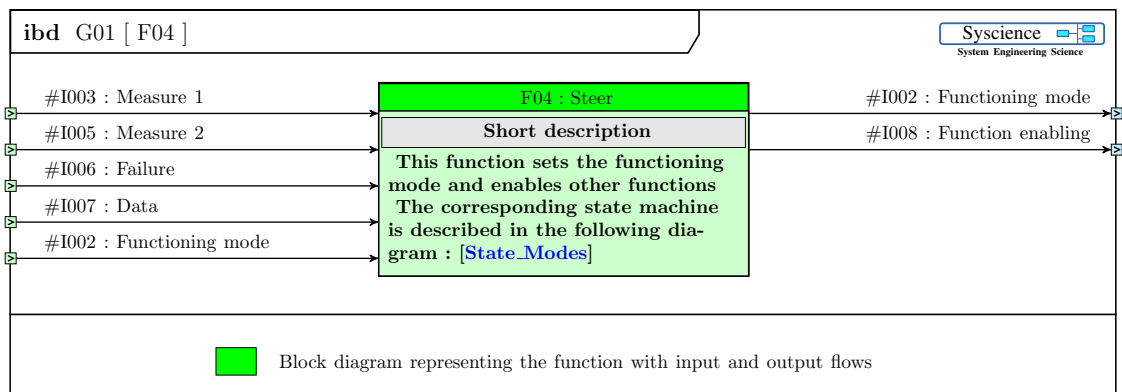 ibd G01 [ F04 ]
Syscience
System Engineering Science
#I003 : Measure 1
#I005 : Measure 2
#I006 : Failure
#I007 : Data
#I002 : Functioning mode
F04 : Steer
Short description
This function sets the functioning
mode and enables other functions
The corresponding state machine
is described in the following dia-
gram : [State_Modes]
#I002 : Functioning mode
#I008 : Function enabling
Block diagram representing the function with input and output flows